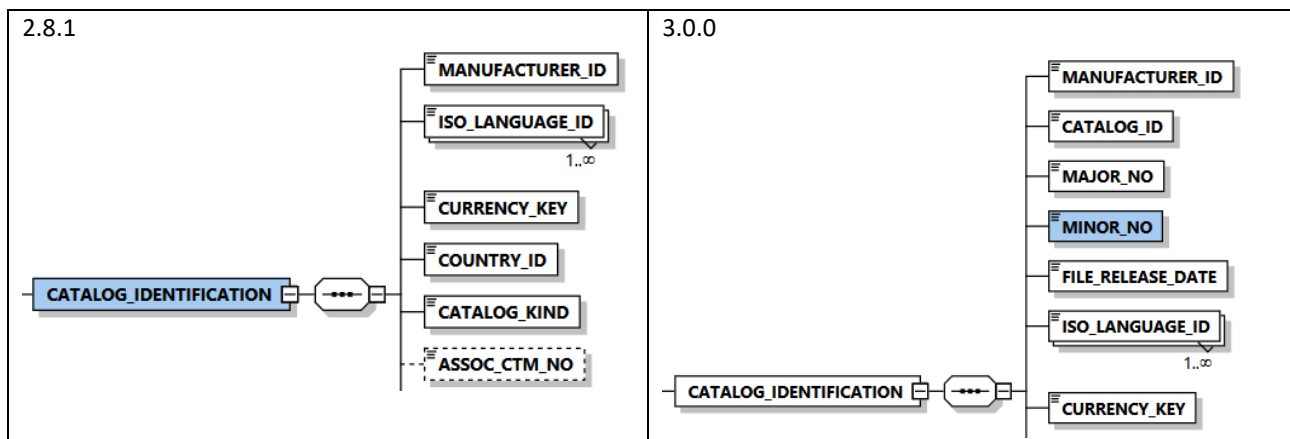 2.8.1
MANUFACTURER_ID
ISO_LANGUAGE_ID
1..∞
CURRENCY_KEY
COUNTRY_ID
CATALOG_IDENTIFICATION
CATALOG_KIND
ASSOC_CTM_NO
3.0.0
MANUFACTURER_ID
CATALOG_ID
MAJOR_NO
MINOR_NO
FILE_RELEASE_DATE
ISO_LANGUAGE_ID
1..∞
CATALOG_IDENTIFICATION
CURRENCY_KEY